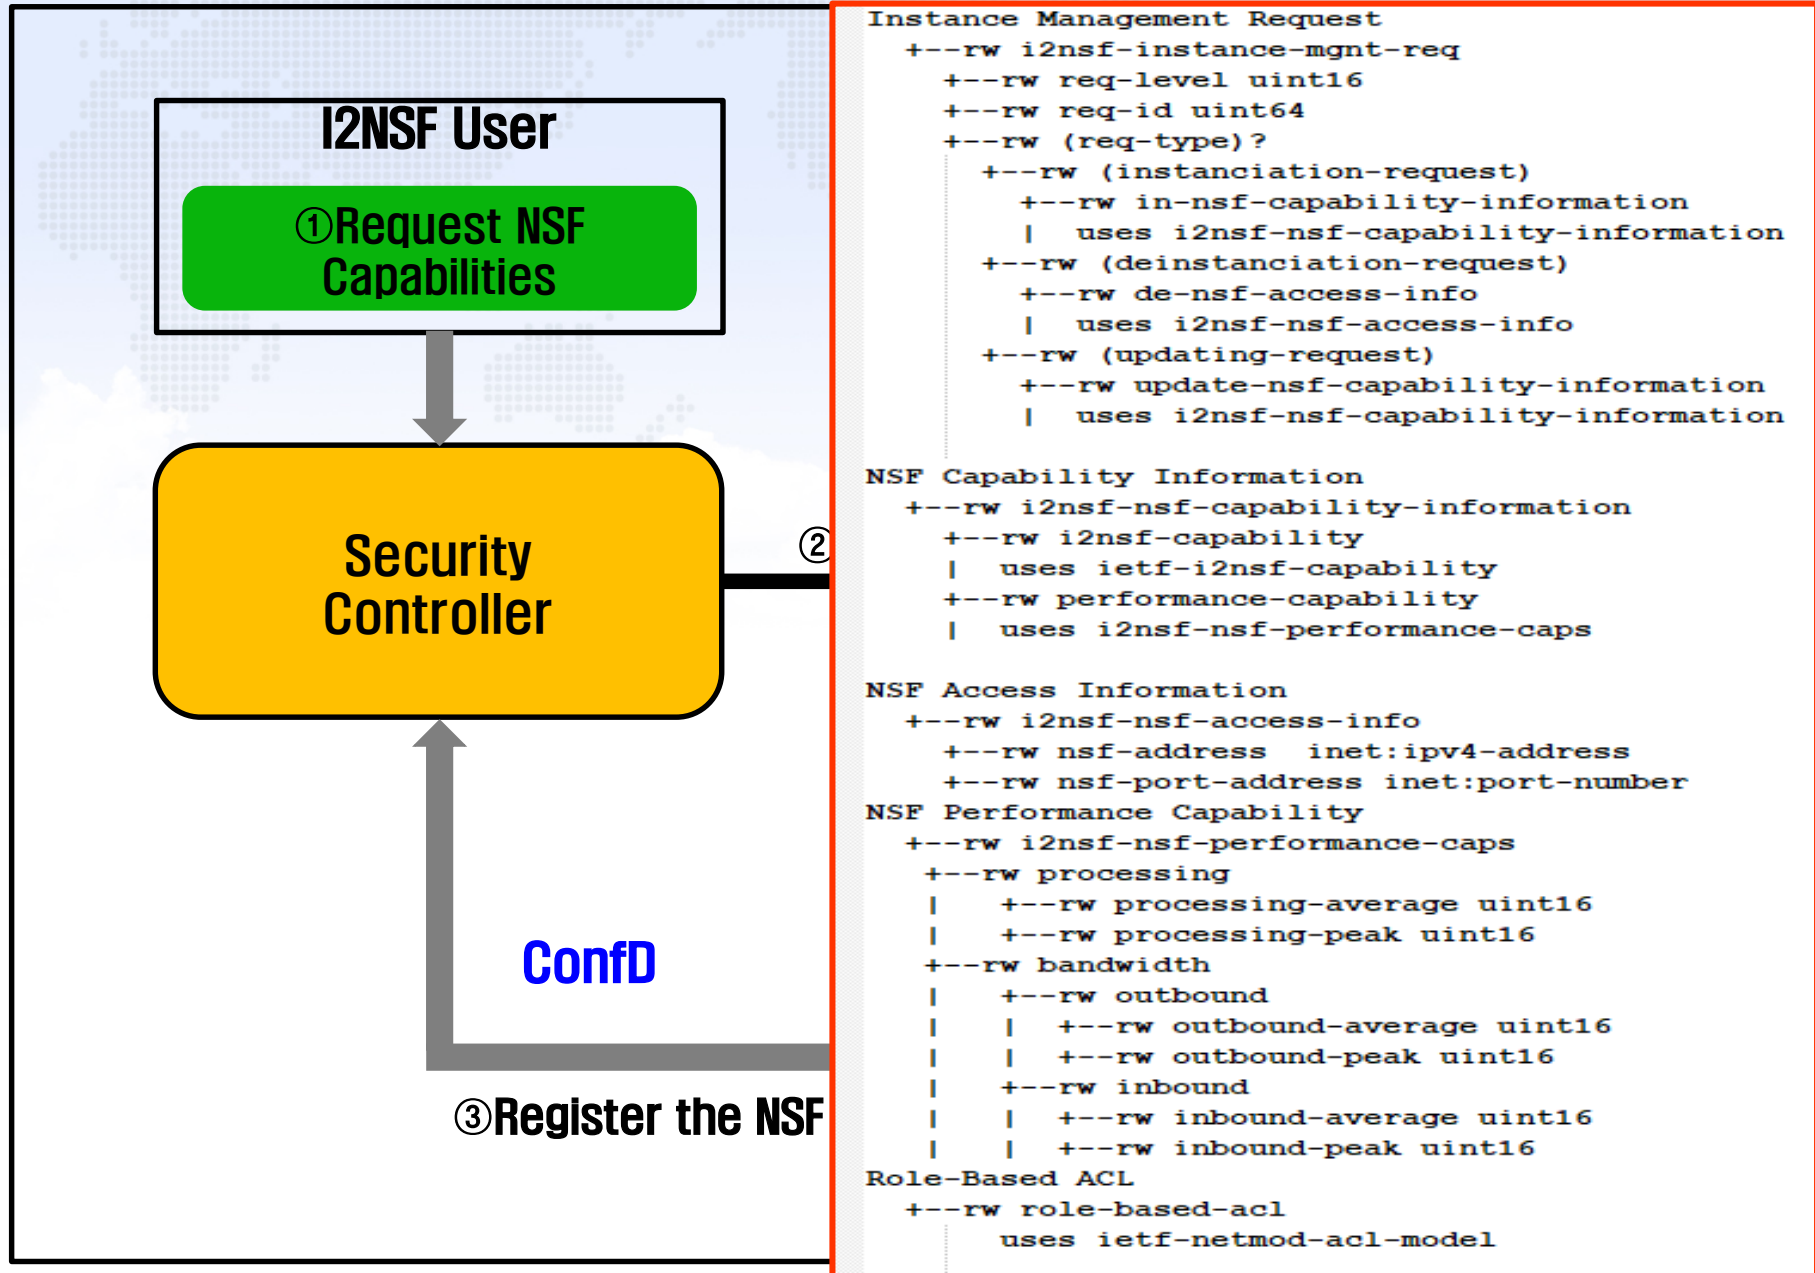 I2NSF User
①Request NSF
Capabilities
Security
Controller
②
ConfD
③Register the NSF
Instance Management Request
+--rw i2nsf-instance-mgnt-req
+--rw req-level uint16
+--rw req-id uint64
+--rw (req-type)?
+--rw (instanciation-request)
+--rw in-nsf-capability-information
|  uses i2nsf-nsf-capability-information
+--rw (deinstanciation-request)
+--rw de-nsf-access-info
|  uses i2nsf-nsf-access-info
+--rw (updating-request)
+--rw update-nsf-capability-information
|  uses i2nsf-nsf-capability-information
NSF Capability Information
+--rw i2nsf-nsf-capability-information
+--rw i2nsf-capability
|  uses ietf-i2nsf-capability
+--rw performance-capability
|  uses i2nsf-nsf-performance-caps
NSF Access Information
+--rw i2nsf-nsf-access-info
+--rw nsf-address  inet:ipv4-address
+--rw nsf-port-address inet:port-number
NSF Performance Capability
+--rw i2nsf-nsf-performance-caps
+--rw processing
|   +--rw processing-average uint16
|   +--rw processing-peak uint16
+--rw bandwidth
|   +--rw outbound
|   |  +--rw outbound-average uint16
|   |  +--rw outbound-peak uint16
|   +--rw inbound
|   |  +--rw inbound-average uint16
|   |  +--rw inbound-peak uint16
Role-Based ACL
+--rw role-based-acl
uses ietf-netmod-acl-model